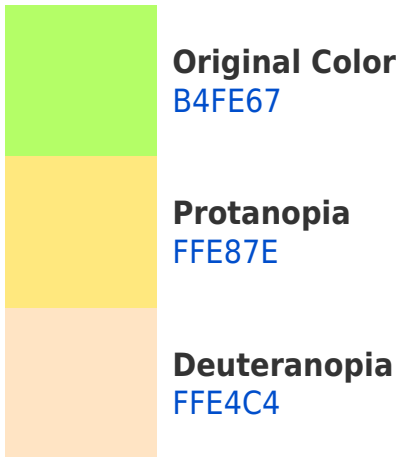 Original Color
B4FE67
Protanopia
FFE87E
Deuteranopia
FFE4C4